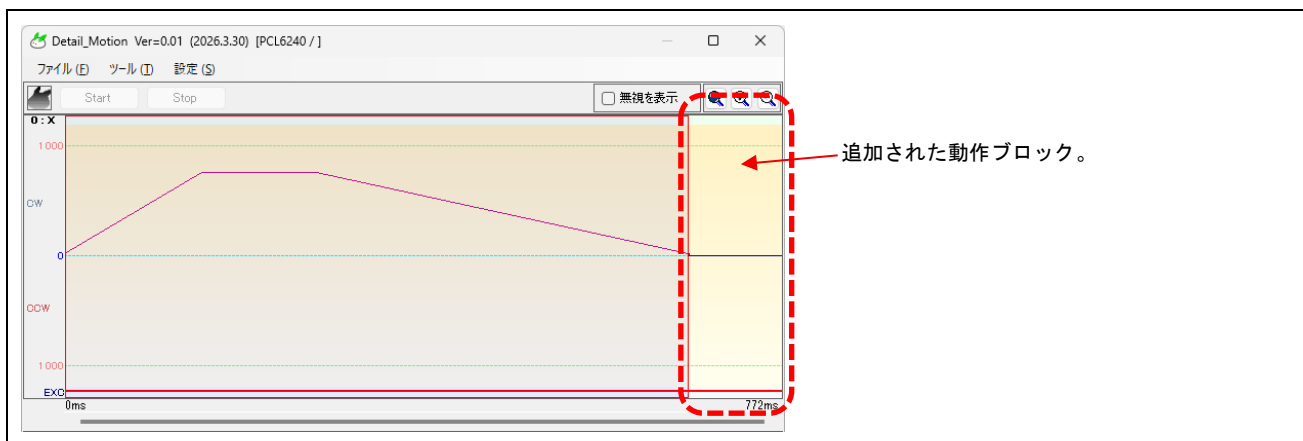 Detail_Motion Ver=0.01 (2026.3.30) [PCL6240 / ]
ファイル(F) ツール(T) 設定(S)
Start Stop 無視を表示
0:X
1000
CW
0
CCW
1000
EXC
0ms 772ms
追加された動作ブロック。